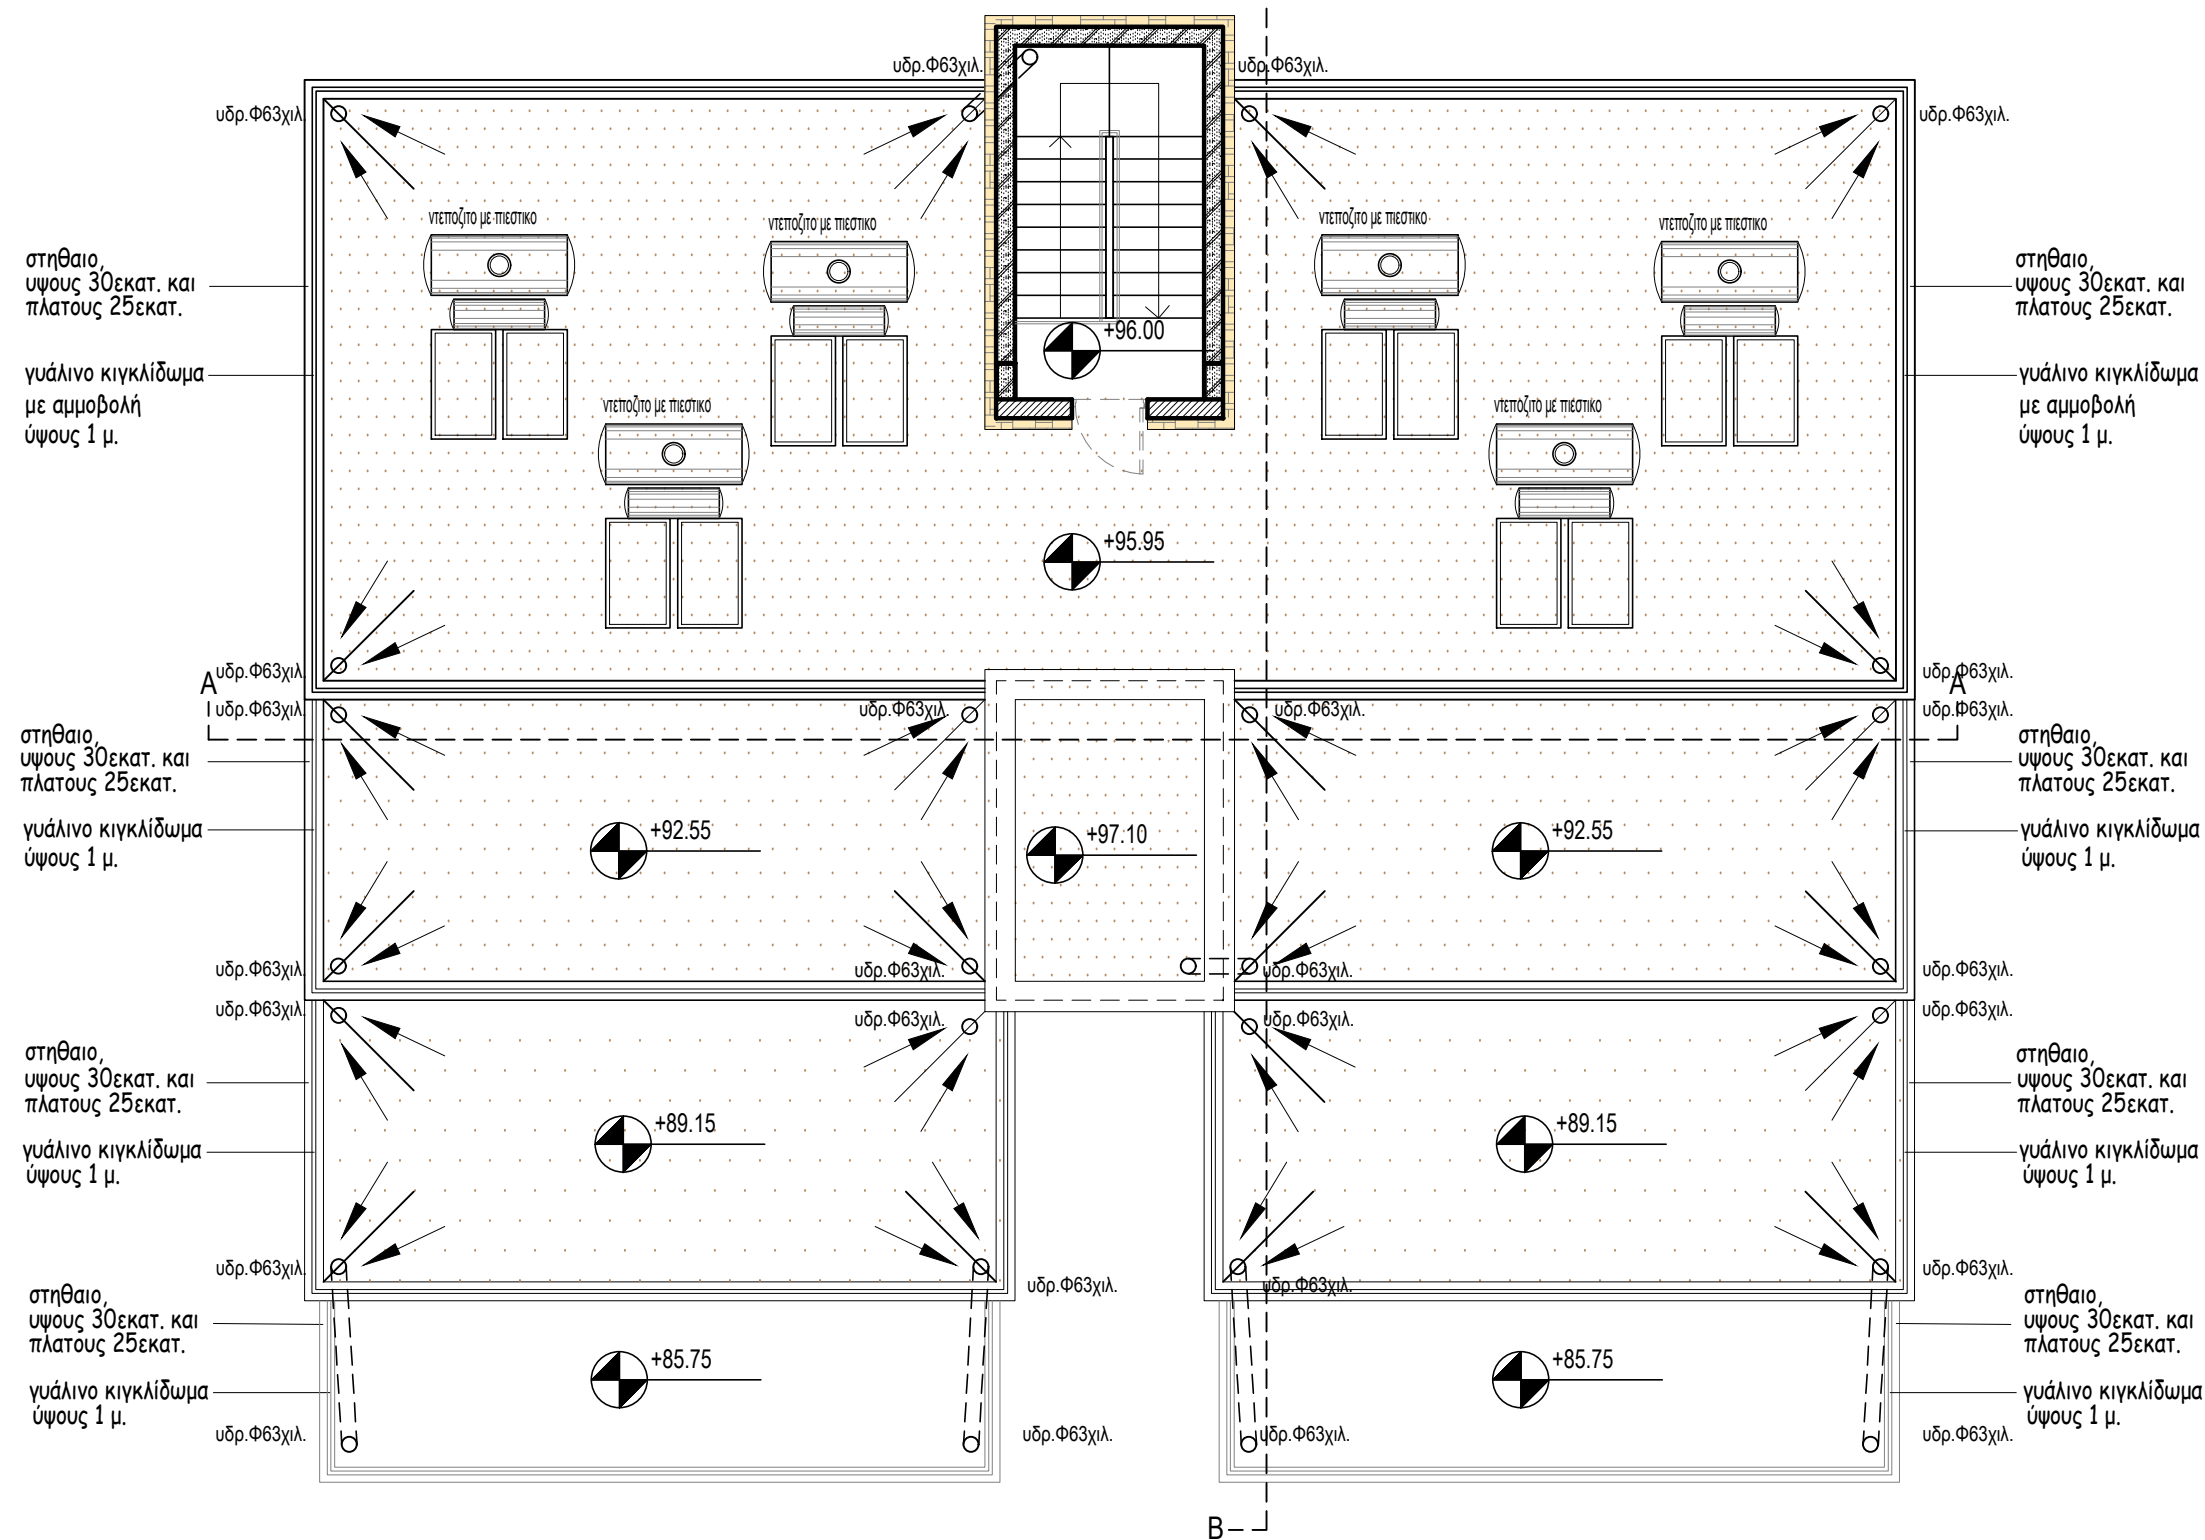 υδρ.Φ63χιλ.
υδρ.Φ63χιλ.
υδρ.Φ63χιλ.
υδρ.Φ63χιλ.
ντεποζιτο με πιεστικο
ντεποζιτο με πιεστικο
ντεποζιτο με πιεστικο
ντεποζιτο με πιεστικο
στηθαιο,
υψους 30εκατ. και
πλατους 25εκατ.
στηθαιο,
υψους 30εκατ. και
πλατους 25εκατ.
+96.00
γυάλινο κιγκλίδωμα
με αμμοβολή
ύψους 1 μ.
γυάλινο κιγκλίδωμα
με αμμοβολή
ύψους 1 μ.
ντεποζιτο με πιεστικο
ντεποζιτο με πιεστικο
+95.95
υδρ.Φ63χιλ.
υδρ.Φ63χιλ.
A
A
υδρ.Φ63χιλ.
υδρ.Φ63χιλ.
υδρ.Φ63χιλ.
υδρ.Φ63χιλ.
στηθαιο,
υψους 30εκατ. και
πλατους 25εκατ.
στηθαιο,
υψους 30εκατ. και
πλατους 25εκατ.
γυάλινο κιγκλίδωμα
ύψους 1 μ.
+92.55
+97.10
+92.55
γυάλινο κιγκλίδωμα
ύψους 1 μ.
υδρ.Φ63χιλ.
υδρ.Φ63χιλ.
υδρ.Φ63χιλ.
υδρ.Φ63χιλ.
υδρ.Φ63χιλ.
υδρ.Φ63χιλ.
υδρ.Φ63χιλ.
υδρ.Φ63χιλ.
στηθαιο,
υψους 30εκατ. και
πλατους 25εκατ.
στηθαιο,
υψους 30εκατ. και
πλατους 25εκατ.
+89.15
+89.15
γυάλινο κιγκλίδωμα
ύψους 1 μ.
γυάλινο κιγκλίδωμα
ύψους 1 μ.
υδρ.Φ63χιλ.
υδρ.Φ63χιλ.
υδρ.Φ63χιλ.
υδρ.Φ63χιλ.
στηθαιο,
υψους 30εκατ. και
πλατους 25εκατ.
στηθαιο,
υψους 30εκατ. και
πλατους 25εκατ.
+85.75
+85.75
γυάλινο κιγκλίδωμα
ύψους 1 μ.
γυάλινο κιγκλίδωμα
ύψους 1 μ.
υδρ.Φ63χιλ.
υδρ.Φ63χιλ.
υδρ.Φ63χιλ.
υδρ.Φ63χιλ.
B